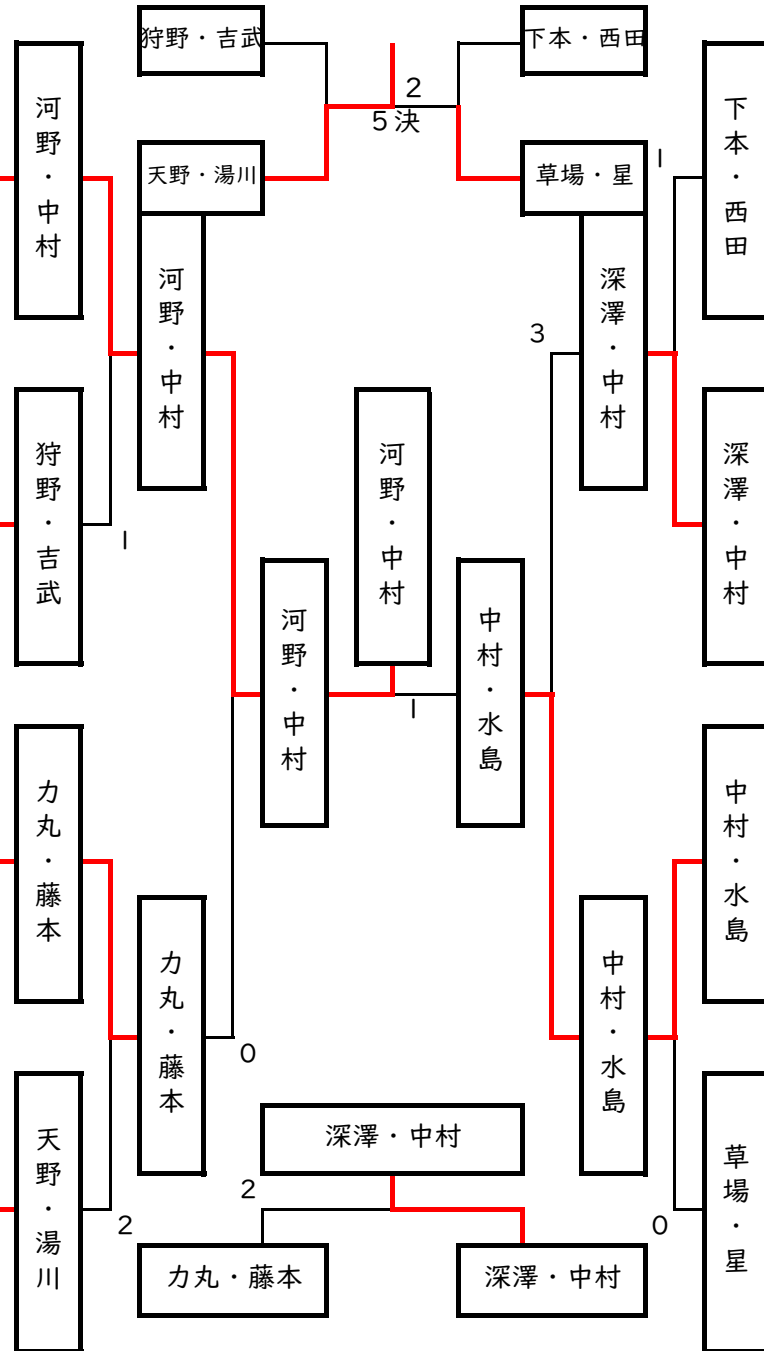 狩野・吉武
下本・西田
2
5決
天野・湯川
草場・星
1
河野・中村
下本・西田
河野・中村
深澤・中村
3
狩野・吉武
1
河野・中村
深澤・中村
河野・中村
中村・水島
1
力丸・藤本
中村・水島
力丸・藤本
0
中村・水島
深澤・中村
2
天野・湯川
2
0
草場・星
力丸・藤本
深澤・中村